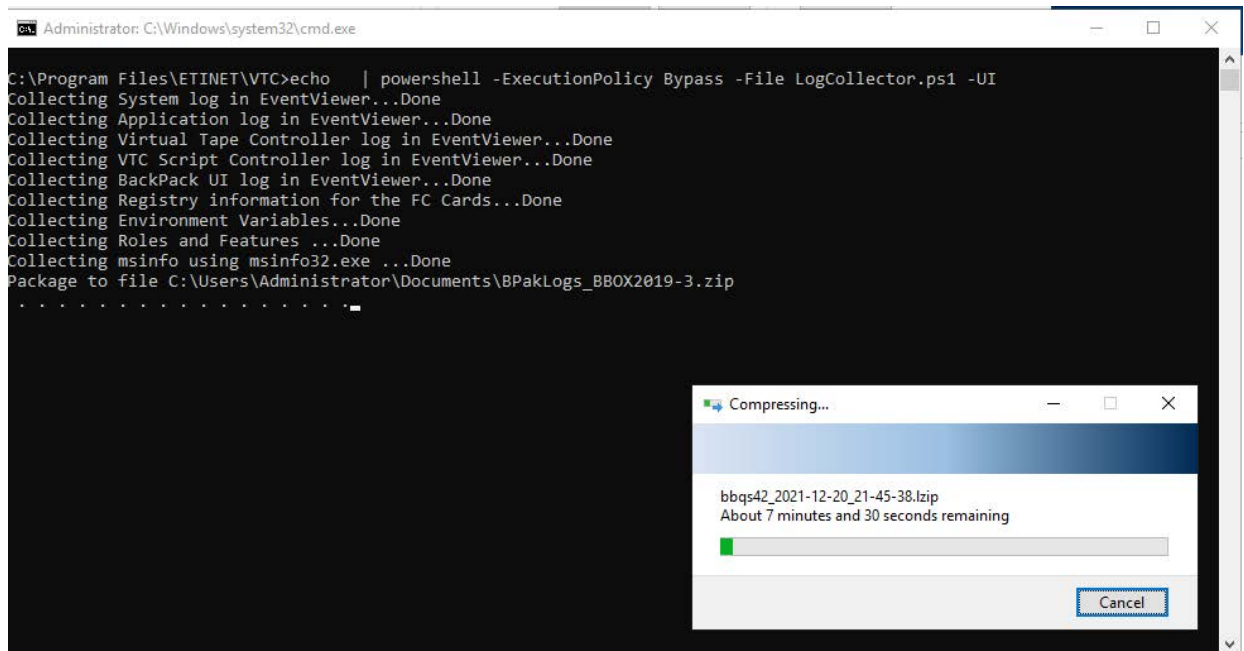 Administrator: C:\Windows\system32\cmd.exe
C:\Program Files\ETINET\VTC>echo   | powershell -ExecutionPolicy Bypass -File LogCollector.ps1 -UI
Collecting System log in EventViewer...Done
Collecting Application log in EventViewer...Done
Collecting Virtual Tape Controller log in EventViewer...Done
Collecting VTC Script Controller log in EventViewer...Done
Collecting BackPack UI log in EventViewer...Done
Collecting Registry information for the FC Cards...Done
Collecting Environment Variables...Done
Collecting Roles and Features ...Done
Collecting msinfo using msinfo32.exe ...Done
Package to file C:\Users\Administrator\Documents\BPakLogs_BBOX2019-3.zip
. . . . . . . . . . . . . . . . . .
Compressing...
bbqs42_2021-12-20_21-45-38.lzip
About 7 minutes and 30 seconds remaining
Cancel